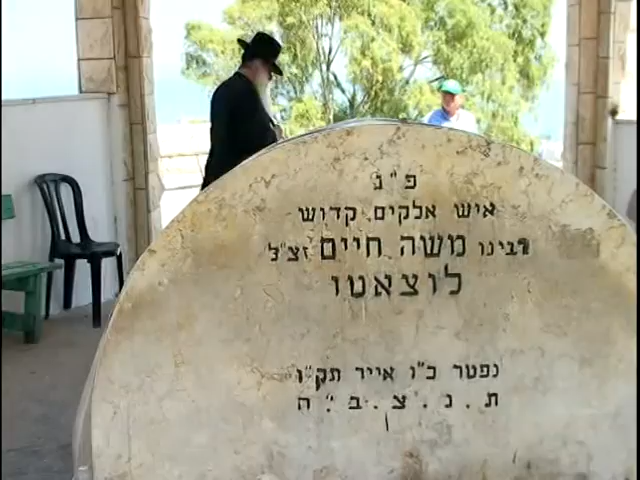 פ״נ
איש אלקים קדוש
רבינו משה חיים זצ״ל
לוצאטו
נפטר כ״ו אייר תק״ו
ת . נ . צ . ב . ה